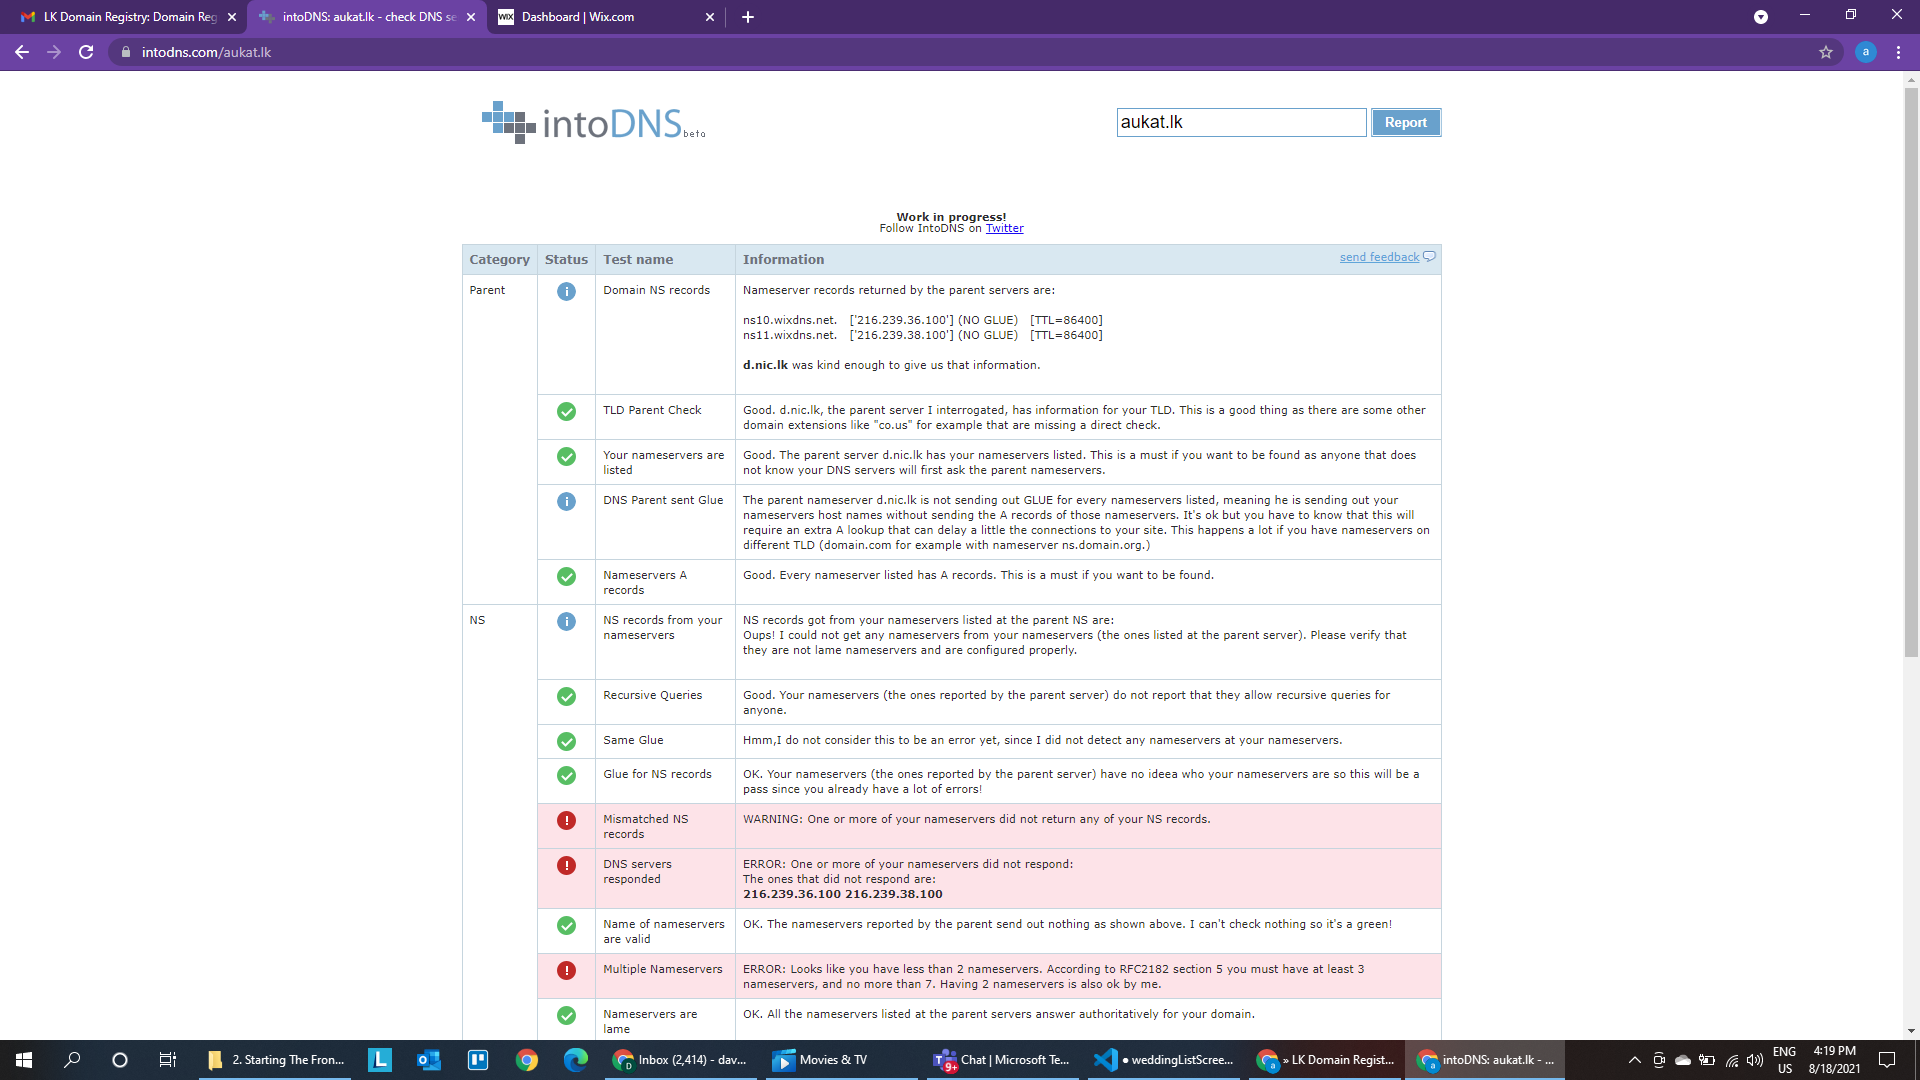 LK Domain Registry: Domain Reg
intoDNS: aukat.lk - check DNS se
WIX Dashboard | Wix.com
intodns.com/aukat.lk
a
intoDNS beta
aukat.lk
Report
Work in progress!
Follow IntoDNS on Twitter
Category Status Test name Information send feedback
Parent Domain NS records Nameserver records returned by the parent servers are:
ns10.wixdns.net. ['216.239.36.100'] (NO GLUE) [TTL=86400]
ns11.wixdns.net. ['216.239.38.100'] (NO GLUE) [TTL=86400]
d.nic.lk was kind enough to give us that information.
TLD Parent Check Good. d.nic.lk, the parent server I interrogated, has information for your TLD. This is a good thing as there are some other
domain extensions like "co.us" for example that are missing a direct check.
Your nameservers are Good. The parent server d.nic.lk has your nameservers listed. This is a must if you want to be found as anyone that does
listed not know your DNS servers will first ask the parent nameservers.
DNS Parent sent Glue The parent nameserver d.nic.lk is not sending out GLUE for every nameservers listed, meaning he is sending out your
nameservers host names without sending the A records of those nameservers. It's ok but you have to know that this will
require an extra A lookup that can delay a little the connections to your site. This happens a lot if you have nameservers on
different TLD (domain.com for example with nameserver ns.domain.org.)
Nameservers A Good. Every nameserver listed has A records. This is a must if you want to be found.
records
NS NS records from your NS records got from your nameservers listed at the parent NS are:
nameservers Oups! I could not get any nameservers from your nameservers (the ones listed at the parent server). Please verify that
they are not lame nameservers and are configured properly.
Recursive Queries Good. Your nameservers (the ones reported by the parent server) do not report that they allow recursive queries for
anyone.
Same Glue Hmm,I do not consider this to be an error yet, since I did not detect any nameservers at your nameservers.
Glue for NS records OK. Your nameservers (the ones reported by the parent server) have no ideea who your nameservers are so this will be a
pass since you already have a lot of errors!
Mismatched NS WARNING: One or more of your nameservers did not return any of your NS records.
records
DNS servers ERROR: One or more of your nameservers did not respond:
responded The ones that did not respond are:
216.239.36.100 216.239.38.100
Name of nameservers OK. The nameservers reported by the parent send out nothing as shown above. I can't check nothing so it's a green!
are valid
Multiple Nameservers ERROR: Looks like you have less than 2 nameservers. According to RFC2182 section 5 you must have at least 3
nameservers, and no more than 7. Having 2 nameservers is also ok by me.
Nameservers are OK. All the nameservers listed at the parent servers answer authoritatively for your domain.
lame
2. Starting The Fron...
L
Inbox (2,414) - dav...
Movies & TV
9+ Chat | Microsoft Te...
● weddingListScree...
» LK Domain Regist...
intoDNS: aukat.lk - ...
ENG
US
4:19 PM
8/18/2021